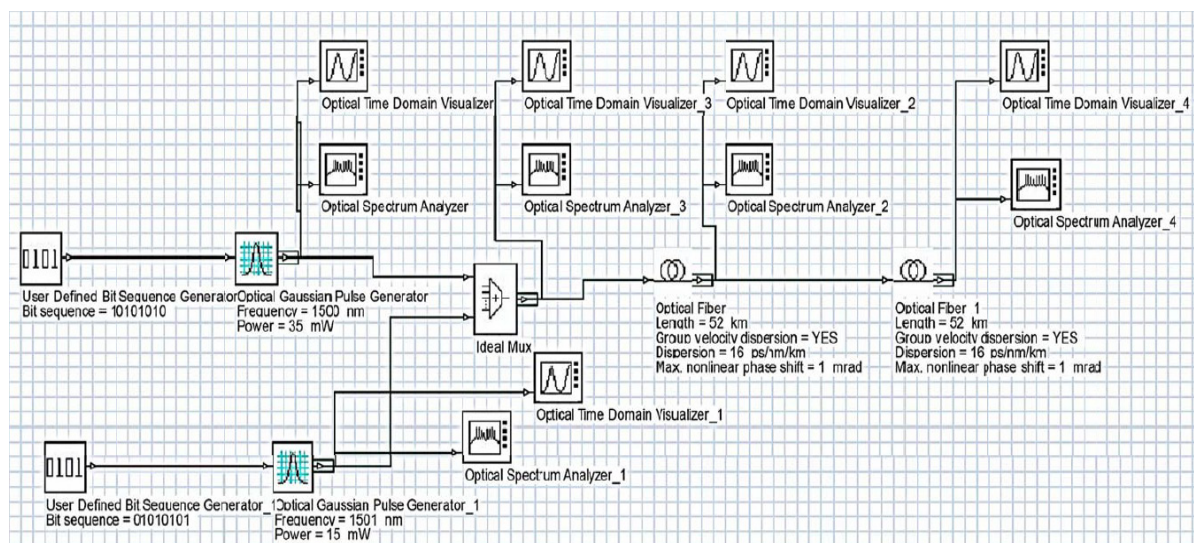 Optical Time Domain Visualizer
Optical Time Domain Visualizer_3
Optical Time Domain Visualizer_2
Optical Time Domain Visualizer_4
Optical Spectrum Analyzer
Optical Spectrum Analyzer_3
Optical Spectrum Analyzer_2
Optical Spectrum Analyzer_4
0101
User Defined Bit Sequence Generator
Bit sequence = 10101010
Optical Gaussian Pulse Generator
Frequency = 1500 nm
Power = 35 mW
Ideal Mux
Optical Fiber
Length = 52 km
Group velocity dispersion = YES
Dispersion = 16 ps/nm/km
Max. nonlinear phase shift = 1 mrad
Optical Fiber_1
Length = 52 km
Group velocity dispersion = YES
Dispersion = 16 ps/nm/km
Max. nonlinear phase shift = 1 mrad
Optical Time Domain Visualizer_1
Optical Spectrum Analyzer_1
0101
User Defined Bit Sequence Generator_1
Bit sequence = 01010101
Optical Gaussian Pulse Generator_1
Frequency = 1501 nm
Power = 15 mW